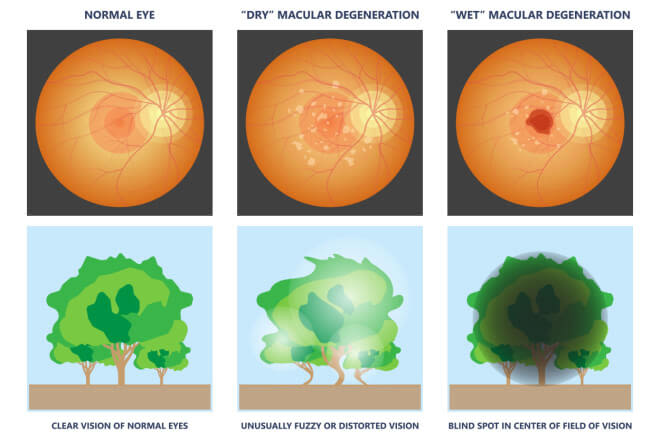 NORMAL EYE
“DRY” MACULAR DEGENERATION
“WET” MACULAR DEGENERATION
CLEAR VISION OF NORMAL EYES
UNUSUALLY FUZZY OR DISTORTED VISION
BLIND SPOT IN CENTER OF FIELD OF VISION